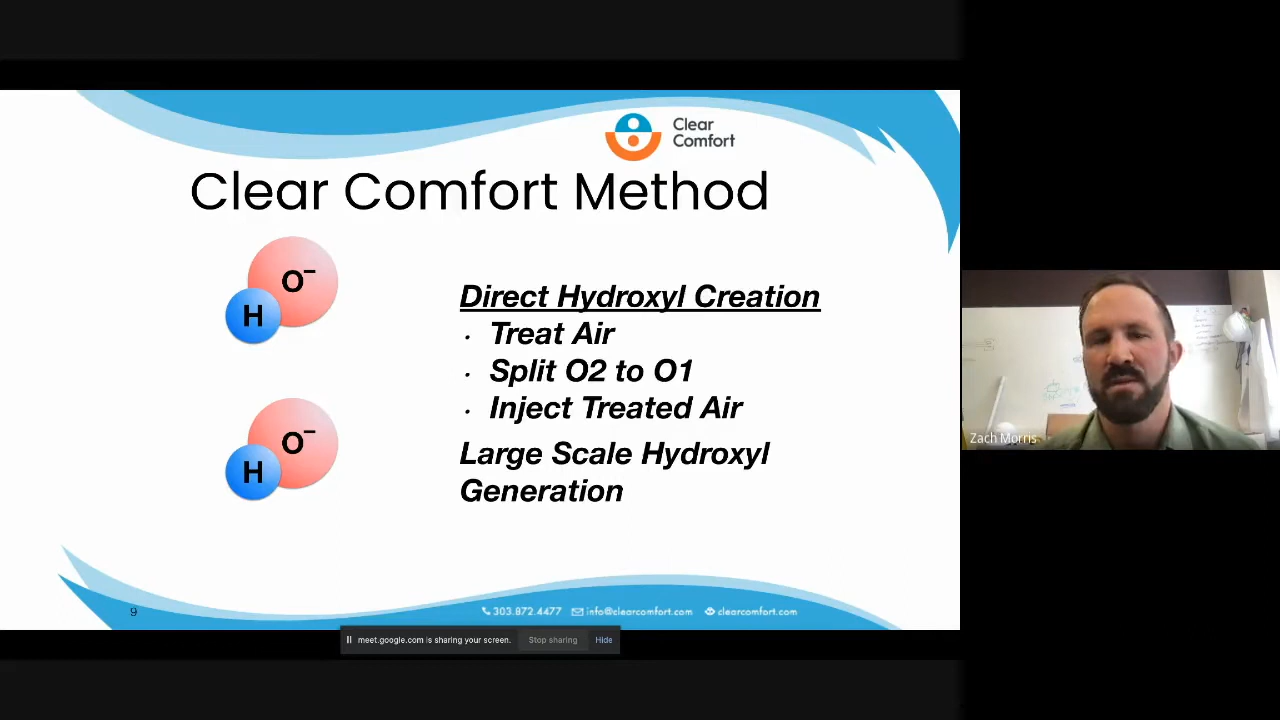 Clear
Comfort
Clear Comfort Method
O−
H
O−
H
Direct Hydroxyl Creation
· Treat Air
· Split O2 to O1
· Inject Treated Air
Large Scale Hydroxyl
Generation
9
303.872.4477 info@clearcomfort.com clearcomfort.com
meet.google.com is sharing your screen. Stop sharing Hide
Zach Morris